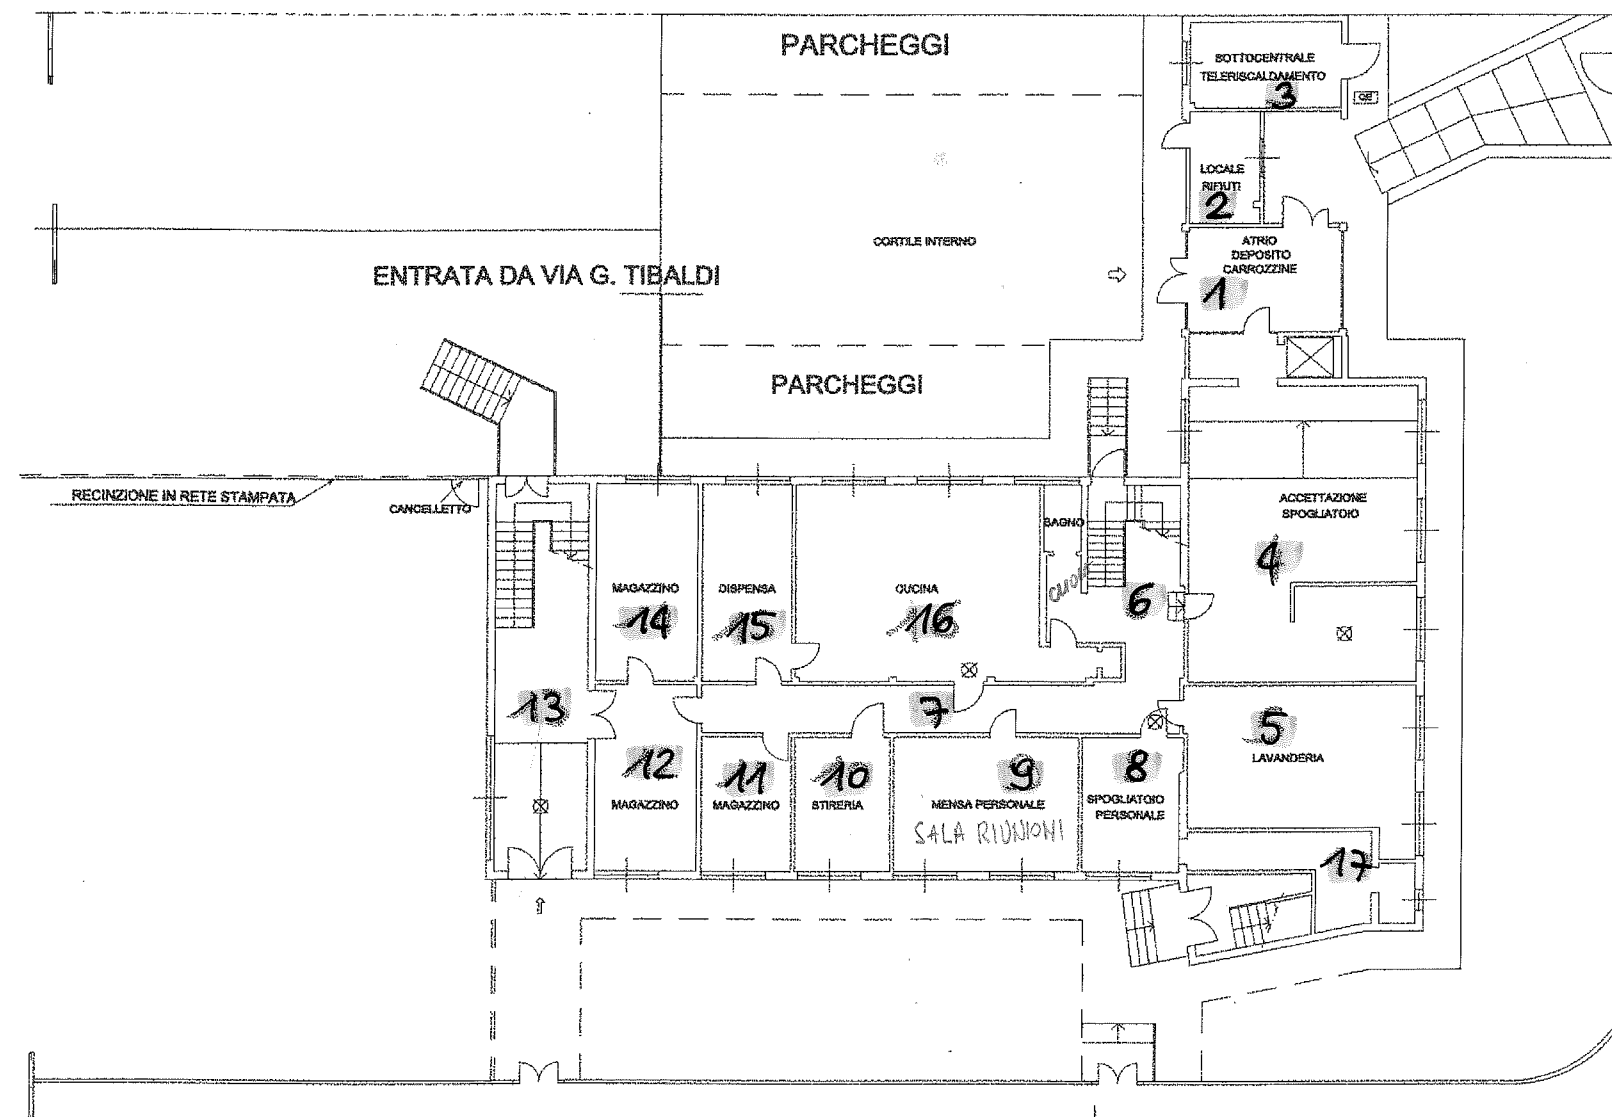 PARCHEGGI
SOTTOCENTRALE
TELERISCALDAMENTO
3
QE
LOCALE
RIFIUTI
2
CORTILE INTERNO
ATRIO
DEPOSITO
CARROZZINE
1
ENTRATA DA VIA G. TIBALDI
PARCHEGGI
RECINZIONE IN RETE STAMPATA
CANCELLETTO
ACCETTAZIONE
SPOGLIATOIO
4
BAGNO
MAGAZZINO
14
DISPENSA
15
CUCINA
16
6
13
7
5
LAVANDERIA
12
MAGAZZINO
11
MAGAZZINO
10
STIRERIA
9
MENSA PERSONALE
SALA RIUNIONI
8
SPOGLIATOIO
PERSONALE
17